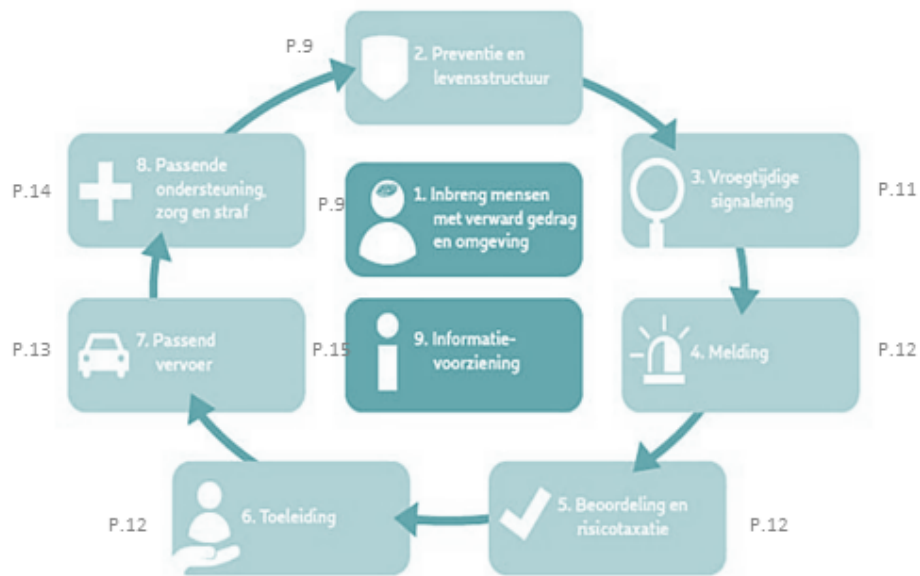 P.9
2. Preventie en
levensstructuur
P.14
8. Passende
ondersteuning,
zorg en straf
P.9
1. Inbreng mensen
met verward gedrag
en omgeving
3. Vroegtijdige
signalering
P.11
P.13
7. Passend
vervoer
P.15
9. Informatie-
voorziening
4. Melding
P.12
P.12
6. Toeleiding
5. Beoordeling en
risicotaxatie
P.12